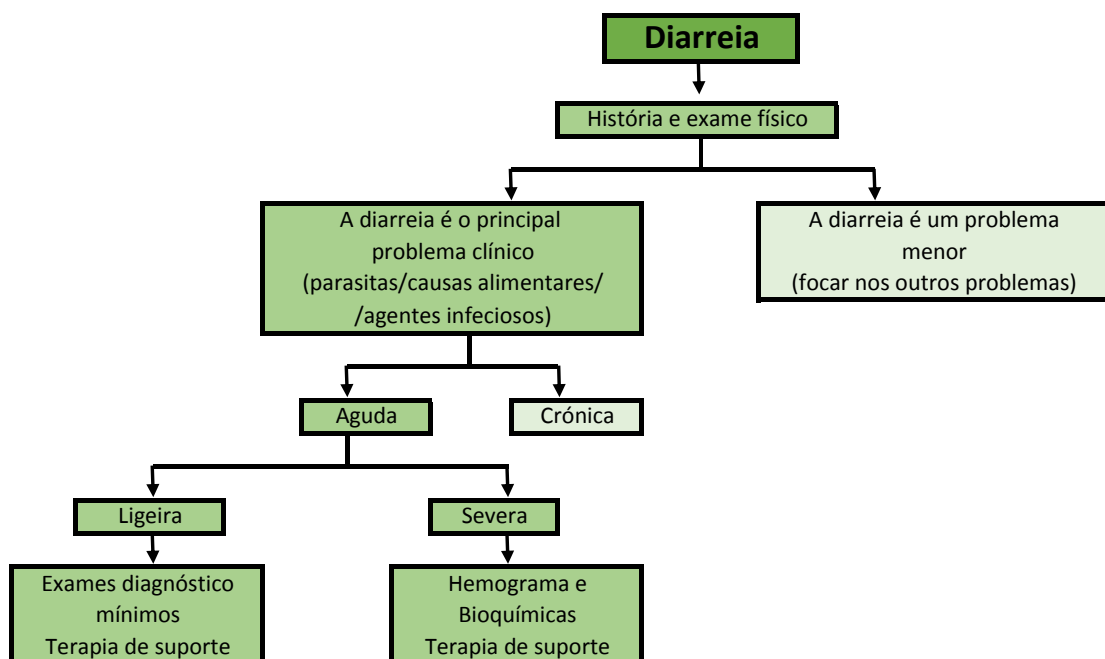 Diarreia
História e exame físico
A diarreia é o principal
problema clínico
(parasitas/causas alimentares/
/agentes infeciosos)
A diarreia é um problema
menor
(focar nos outros problemas)
Aguda
Crónica
Ligeira
Severa
Exames diagnóstico
mínimos
Terapia de suporte
Hemograma e
Bioquímicas
Terapia de suporte